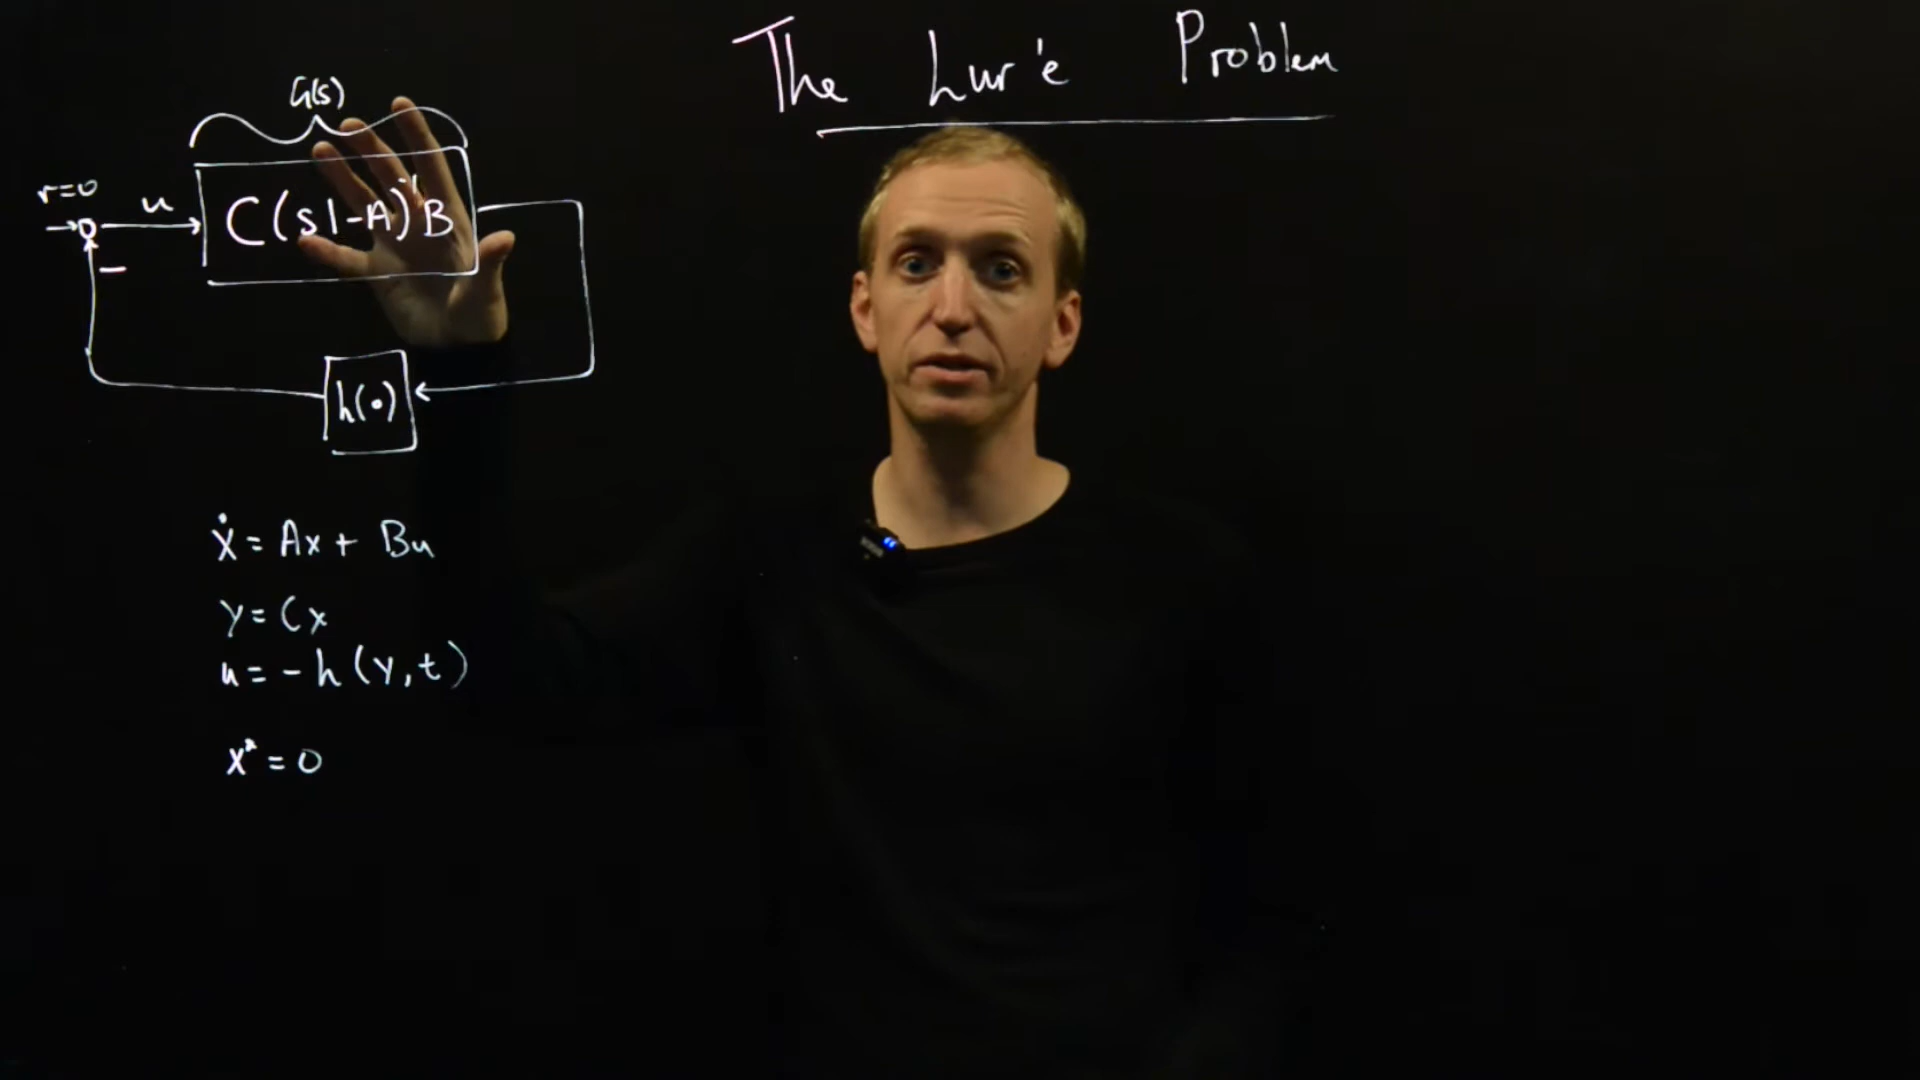 The Lur'e Problem
G(s)
r=0
u
C(sI-A)⁻¹B
−
h(•)
ẋ = Ax + Bu
y = Cx
u = -h(y,t)
x* = 0